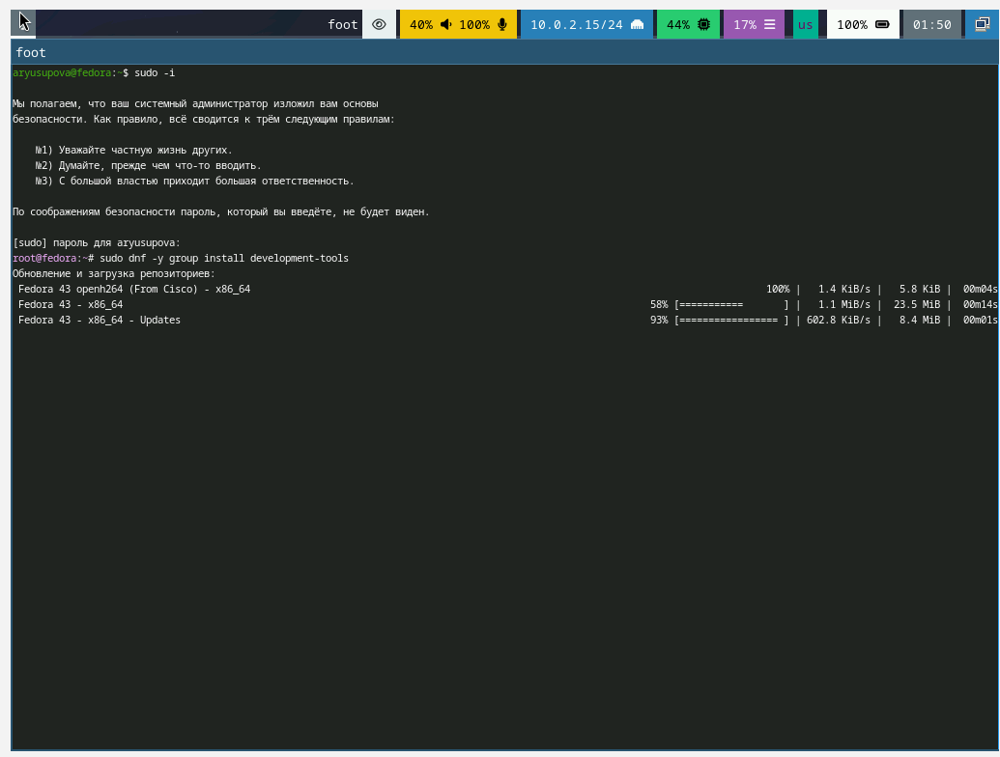 foot 40% 100% 10.0.2.15/24 44% 17% us 100% 01:50
foot
aryusupova@fedora:~$ sudo -i
Мы полагаем, что ваш системный администратор изложил вам основы
безопасности. Как правило, всё сводится к трём следующим правилам:
№1) Уважайте частную жизнь других.
№2) Думайте, прежде чем что-то вводить.
№3) С большой властью приходит большая ответственность.
По соображениям безопасности пароль, который вы введёте, не будет виден.
[sudo] пароль для aryusupova:
root@fedora:~# sudo dnf -y group install development-tools
Обновление и загрузка репозиториев:
Fedora 43 openh264 (From Cisco) - x86_64 100% | 1.4 KiB/s | 5.8 KiB | 00m04s
Fedora 43 - x86_64 58% [=========== ] | 1.1 MiB/s | 23.5 MiB | 00m14s
Fedora 43 - x86_64 - Updates 93% [================= ] | 602.8 KiB/s | 8.4 MiB | 00m01s